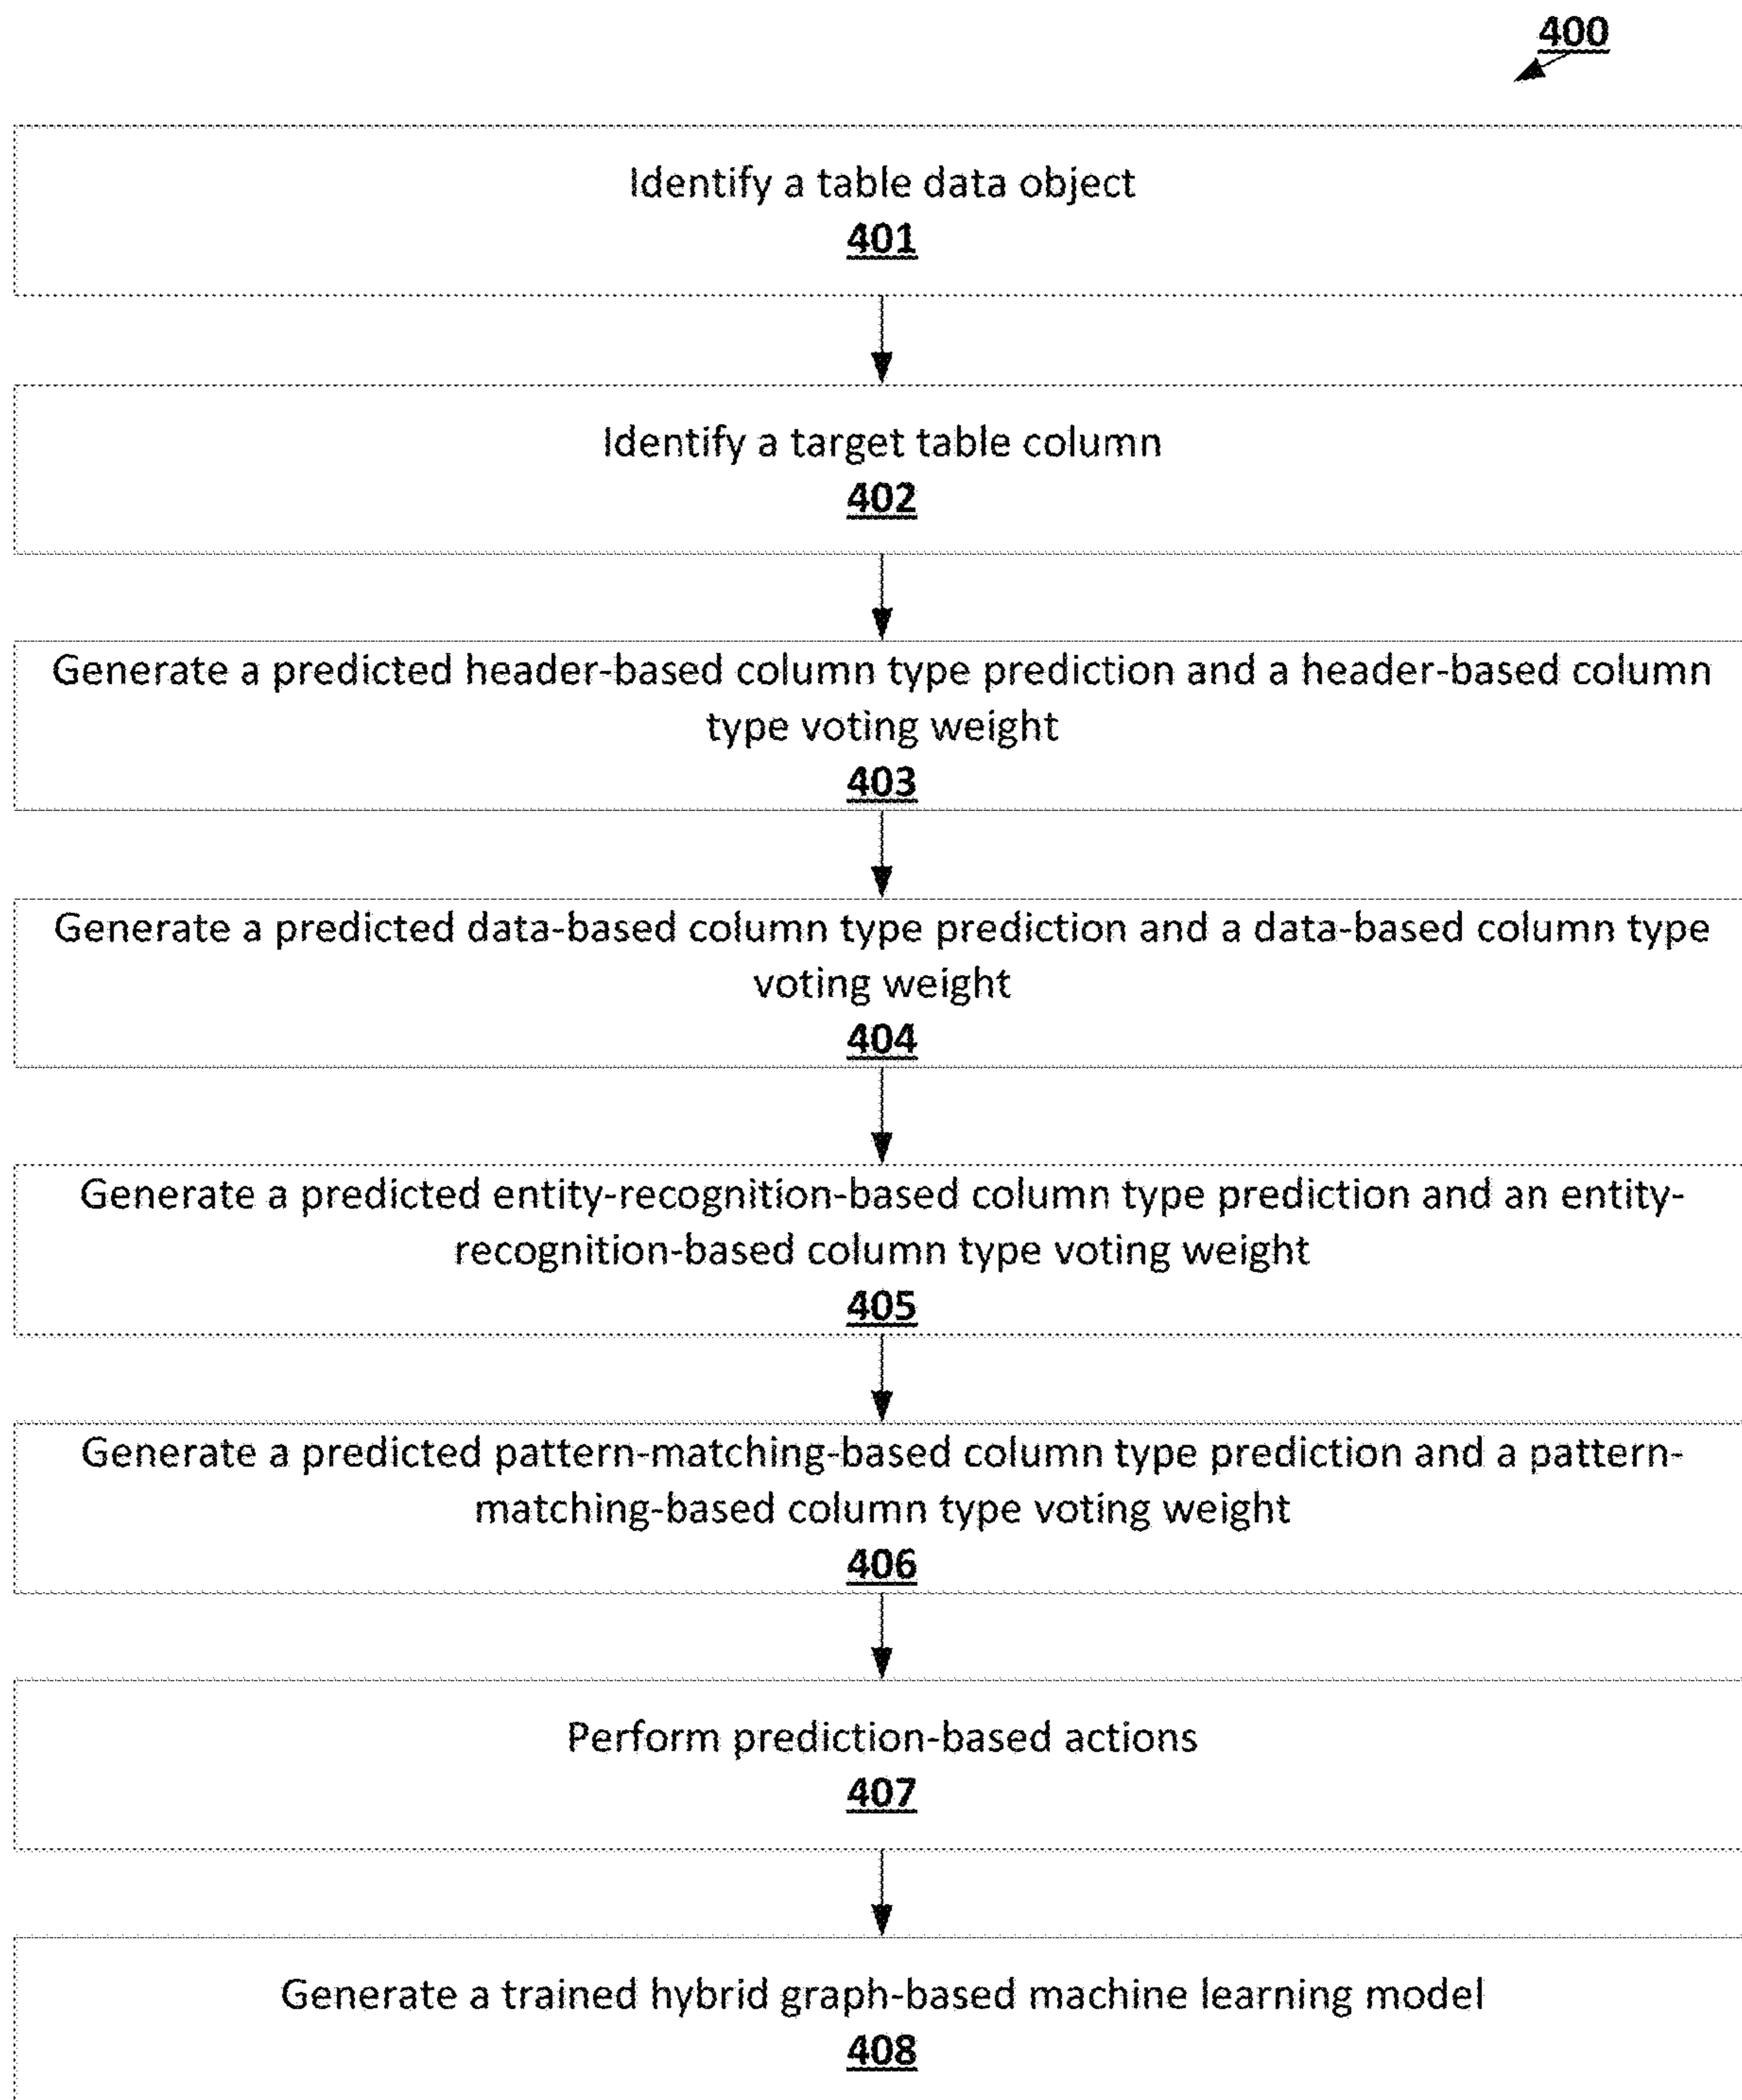 400
Identify a table data object
401
Identify a target table column
402
Generate a predicted header-based column type prediction and a header-based column
type voting weight
403
Generate a predicted data-based column type prediction and a data-based column type
voting weight
404
Generate a predicted entity-recognition-based column type prediction and an entity-
recognition-based column type voting weight
405
Generate a predicted pattern-matching-based column type prediction and a pattern-
matching-based column type voting weight
406
Perform prediction-based actions
407
Generate a trained hybrid graph-based machine learning model
408